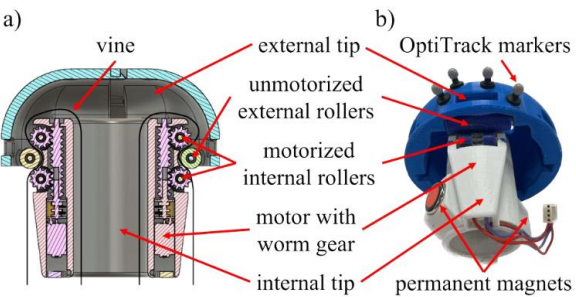 a)
b)
vine
external tip
OptiTrack markers
unmotorized
external rollers
motorized
internal rollers
motor with
worm gear
internal tip
permanent magnets